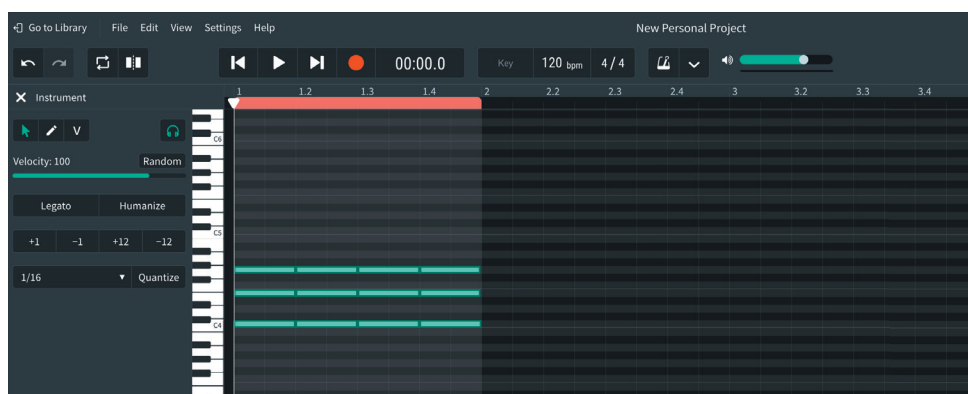 Go to Library File Edit View Settings Help New Personal Project
00:00.0 Key 120 bpm 4 / 4
X Instrument 1 1.2 1.3 1.4 2 2.2 2.3 2.4 3 3.2 3.3 3.4
V C6
Velocity: 100 Random
Legato Humanize
+1 −1 +12 −12 C5
1/16 Quantize
C4